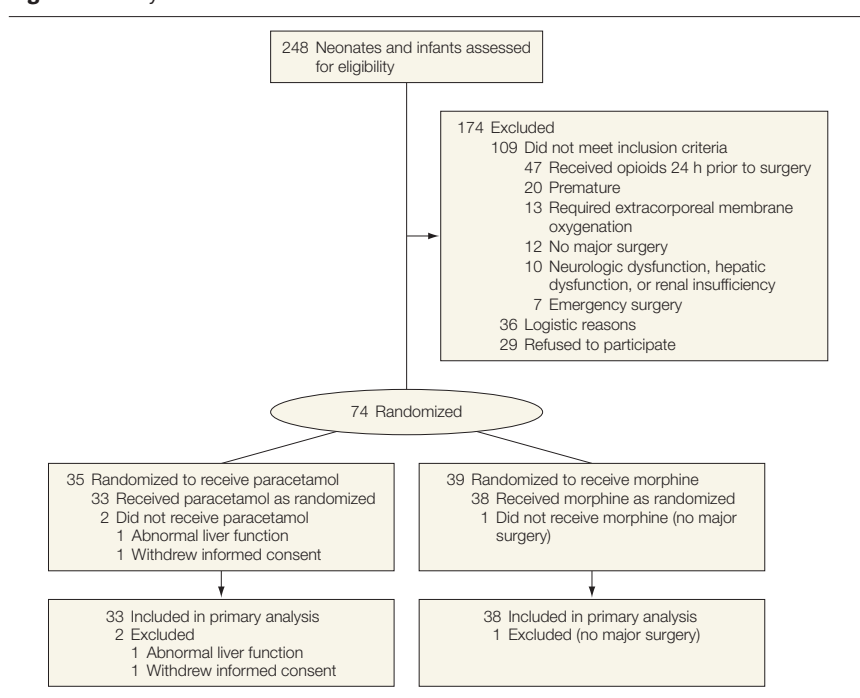 248 Neonates and infants assessed
for eligibility
174 Excluded
109 Did not meet inclusion criteria
47 Received opioids 24 h prior to surgery
20 Premature
13 Required extracorporeal membrane
oxygenation
12 No major surgery
10 Neurologic dysfunction, hepatic
dysfunction, or renal insufficiency
7 Emergency surgery
36 Logistic reasons
29 Refused to participate
74 Randomized
35 Randomized to receive paracetamol
33 Received paracetamol as randomized
2 Did not receive paracetamol
1 Abnormal liver function
1 Withdrew informed consent
39 Randomized to receive morphine
38 Received morphine as randomized
1 Did not receive morphine (no major
surgery)
33 Included in primary analysis
2 Excluded
1 Abnormal liver function
1 Withdrew informed consent
38 Included in primary analysis
1 Excluded (no major surgery)